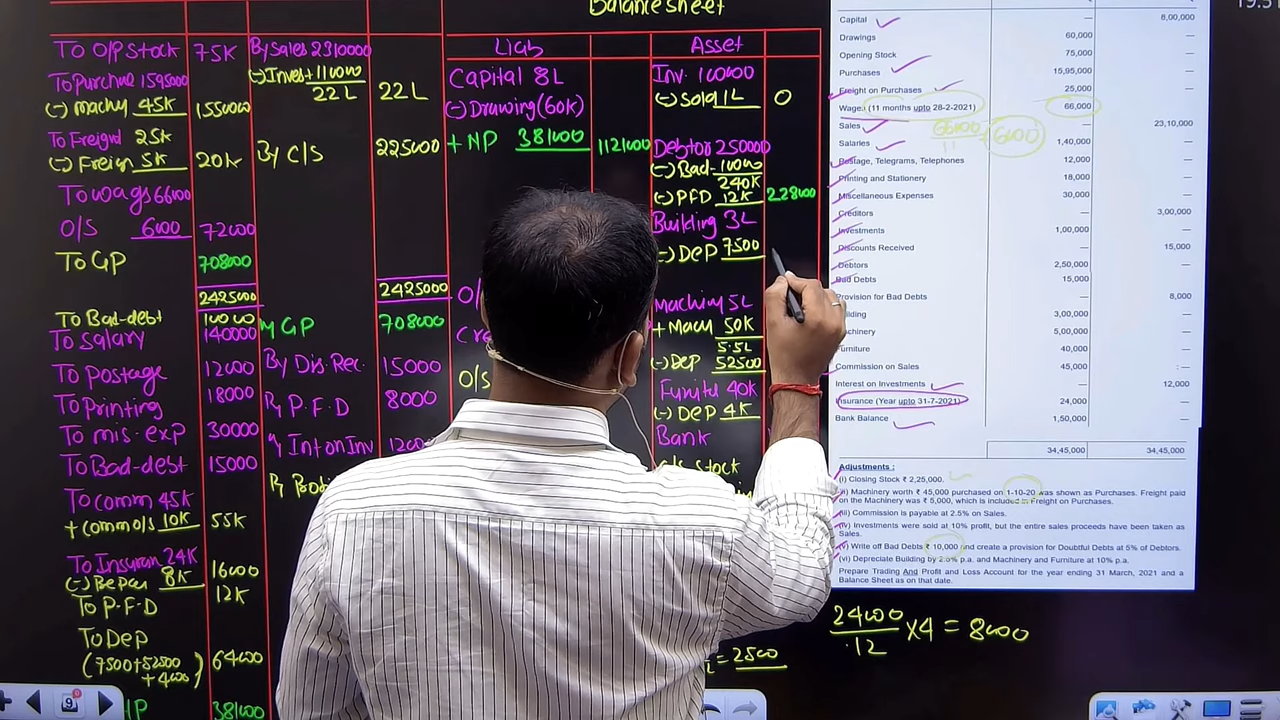 Balance sheet
19:51
To O/P Stock 75K By Sales 2310000
To Purchase 1595000 (-) Invest 110000
22L 22L
(-) Machy 45K 1550000
To Freight 25K
(-) Freign 5K 20K By C/S 225000
To wages 66000
O/S 6000 72000
To GP 708000
2425000 2425000
To Bad-debt 10000
To Salary 140000 By GP 708000
To Postage 12000 By Dis. Rec. 15000
To Printing 18000 By P.F.D 8000
To mis.exp 30000 By Int on Inv
To Bad-debt 15000
To comm 45K
+ comm o/s 10K 55K
To Insuran 24K
(-) Prepaid 8K 16000
To P.F.D 12K
To Dep
(7500+52500
+4000) 64000
NP 381000
Liab Asset
Capital 8L
(-) Drawing (60k)
+ NP 381000 1121000
O/S
Inv. 100000
(-) Sold 1L 0
Debtor 250000
(-) Bad 10000
240K
(-) PFD 12K 228000
Building 3L
(-) Dep 7500
Machiny 5L
+ Mach 50K
5.5L
(-) Dep 52500
Funitu 40k
(-) Dep 4K
Bank
= 2500
Capital — 8,00,000
Drawings 60,000 —
Opening Stock 75,000 —
Purchases 15,95,000 —
Freight on Purchases 25,000 —
Wages (11 months upto 28-2-2021) 66,000 —
66000
11
6000
Sales — 23,10,000
Salaries 1,40,000 —
Postage, Telegrams, Telephones 12,000 —
Printing and Stationery 18,000 —
Miscellaneous Expenses 30,000 —
Creditors — 3,00,000
Investments 1,00,000 —
Discounts Received — 15,000
Debtors 2,50,000 —
Bad Debts 15,000 —
Provision for Bad Debts 8,000
Building 3,00,000 —
Machinery 5,00,000 —
Furniture 40,000 —
Commission on Sales 45,000 —
Interest on Investments — 12,000
Insurance (Year upto 31-7-2021) 24,000 —
Bank Balance 1,50,000 —
34,45,000 34,45,000
Adjustments :
(i) Closing Stock ₹ 2,25,000.
(ii) Machinery worth ₹ 45,000 purchased on 1-10-20 was shown as Purchases. Freight paid
on the Machinery was ₹ 5,000, which is included in Freight on Purchases.
(iii) Commission is payable at 2.5% on Sales.
(iv) Investments were sold at 10% profit, but the entire sales proceeds have been taken as
Sales.
(v) Write off Bad Debts ₹ 10,000 and create a provision for Doubtful Debts at 5% of Debtors.
(vi) Depreciate Building by 2.5% p.a. and Machinery and Furniture at 10% p.a.
Prepare Trading And Profit and Loss Account for the year ending 31 March, 2021 and a
Balance Sheet as on that date.
24000
12 ×4 = 8000
9